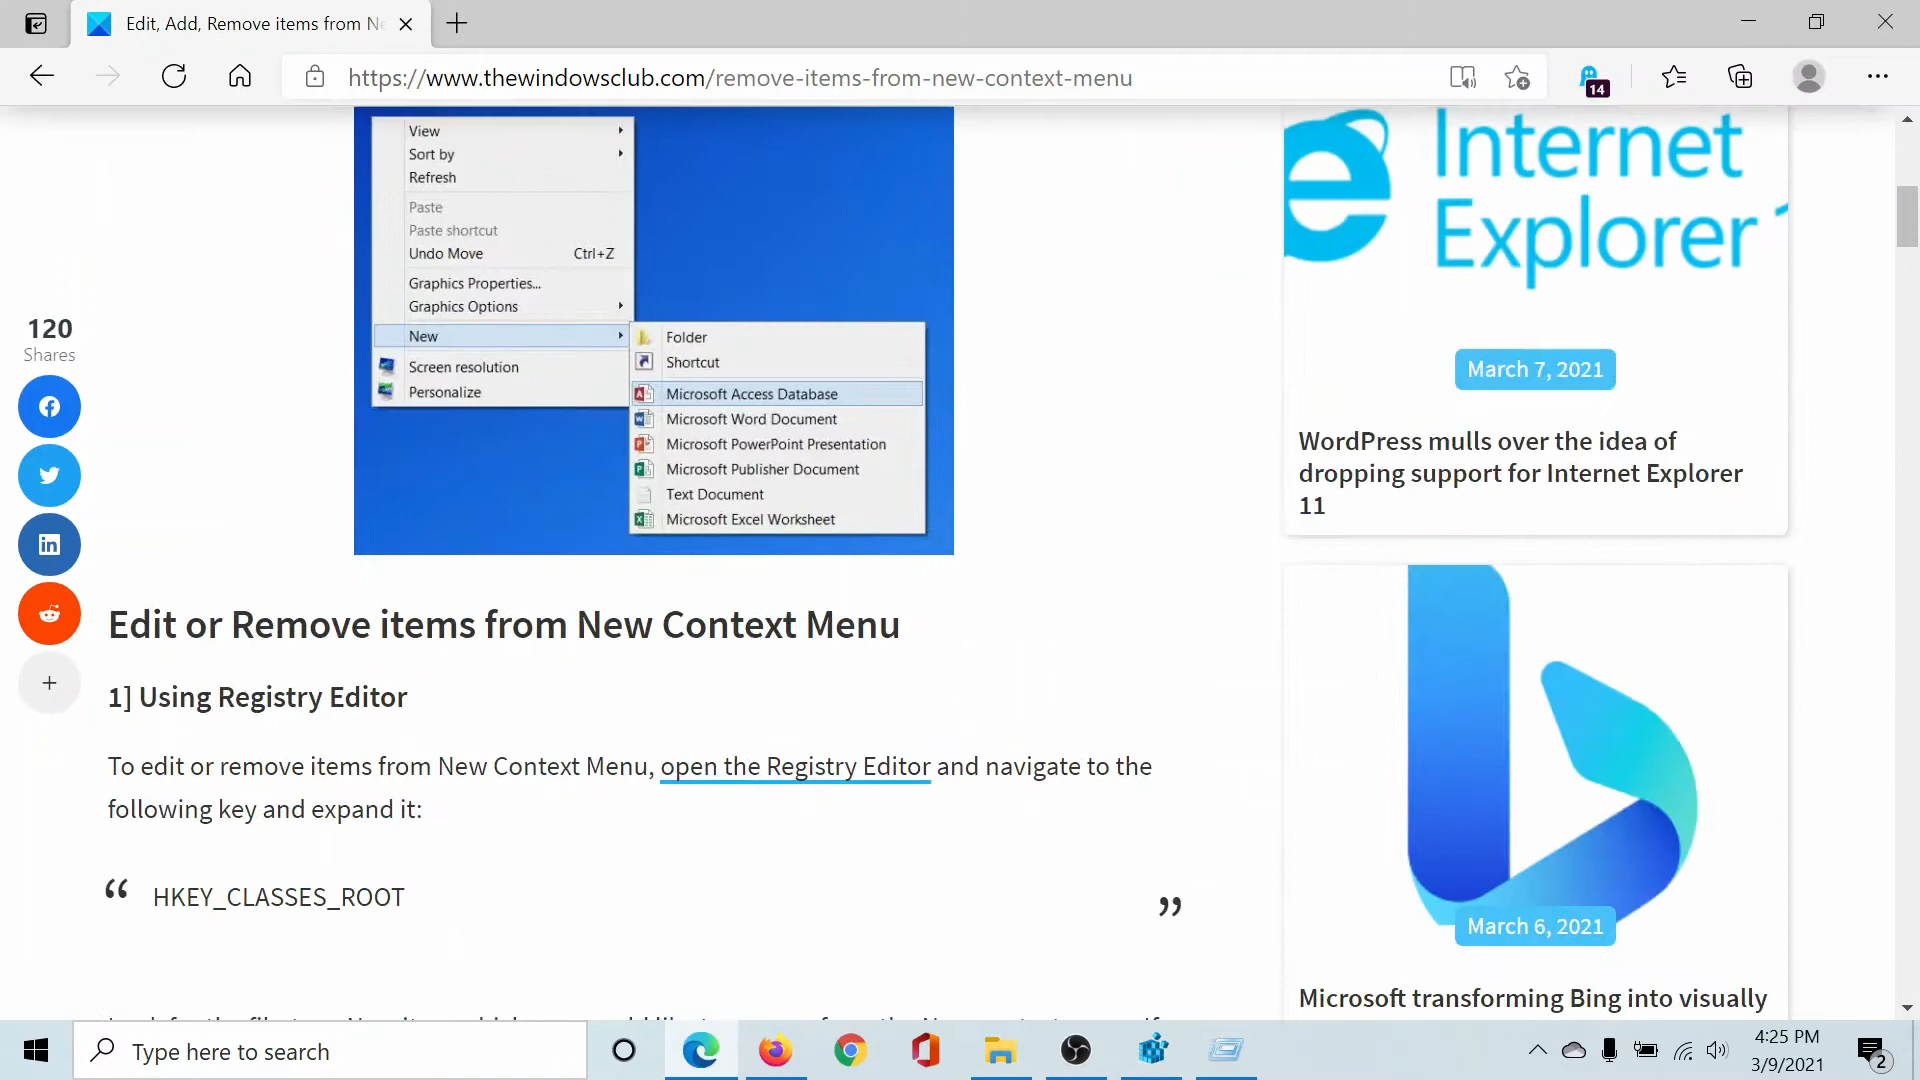 Edit, Add, Remove items from Ne
https://www.thewindowsclub.com/remove-items-from-new-context-menu
14
View
Sort by
Refresh
Paste
Paste shortcut
Undo Move Ctrl+Z
Graphics Properties...
Graphics Options
New
Screen resolution
Personalize
Folder
Shortcut
Microsoft Access Database
Microsoft Word Document
Microsoft PowerPoint Presentation
Microsoft Publisher Document
Text Document
Microsoft Excel Worksheet
120
Shares
Edit or Remove items from New Context Menu
1] Using Registry Editor
To edit or remove items from New Context Menu, open the Registry Editor and navigate to the
following key and expand it:
“ HKEY_CLASSES_ROOT ”
Internet
Explorer
March 7, 2021
WordPress mulls over the idea of
dropping support for Internet Explorer
11
March 6, 2021
Microsoft transforming Bing into visually
Type here to search
4:25 PM
3/9/2021
2